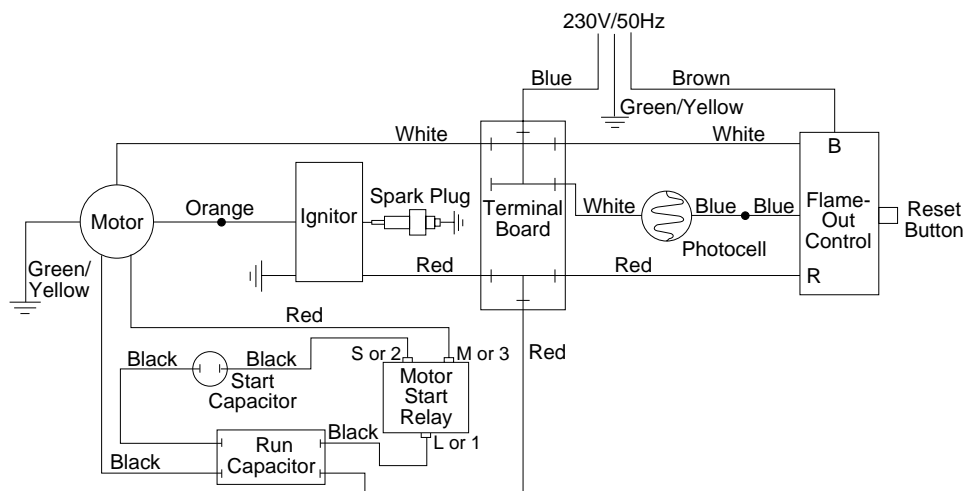 230V/50Hz
Blue
Brown
Green/Yellow
White
White
B
Motor
Orange
Ignitor
Spark Plug
Terminal
Board
White
Blue
Blue
Photocell
Flame-
Out
Control
Reset
Button
Green/
Yellow
Red
Red
R
Red
Red
Black
Black
S or 2
M or 3
Start
Capacitor
Motor
Start
Relay
L or 1
Black
Run
Capacitor
Black